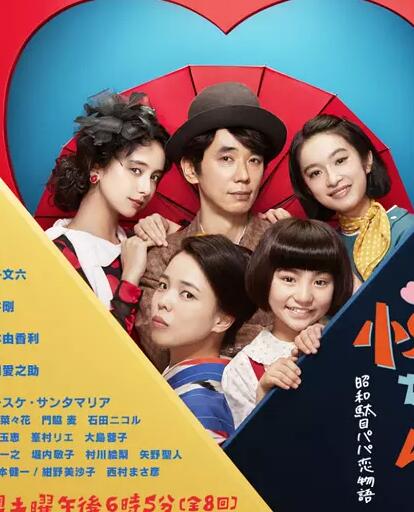 文六
剛
由香利
愛之助
スケ・サンタマリア
菜々花 門脇 麦 石田ニコル
玉恵 峯村リエ 大島蓉子
一之 堀内敬子 村川絵梨 矢野聖人
本健一/紺野美沙子 西村まさ彦
土曜午後6時5分[全8回]
昭和駄目パパ恋物語